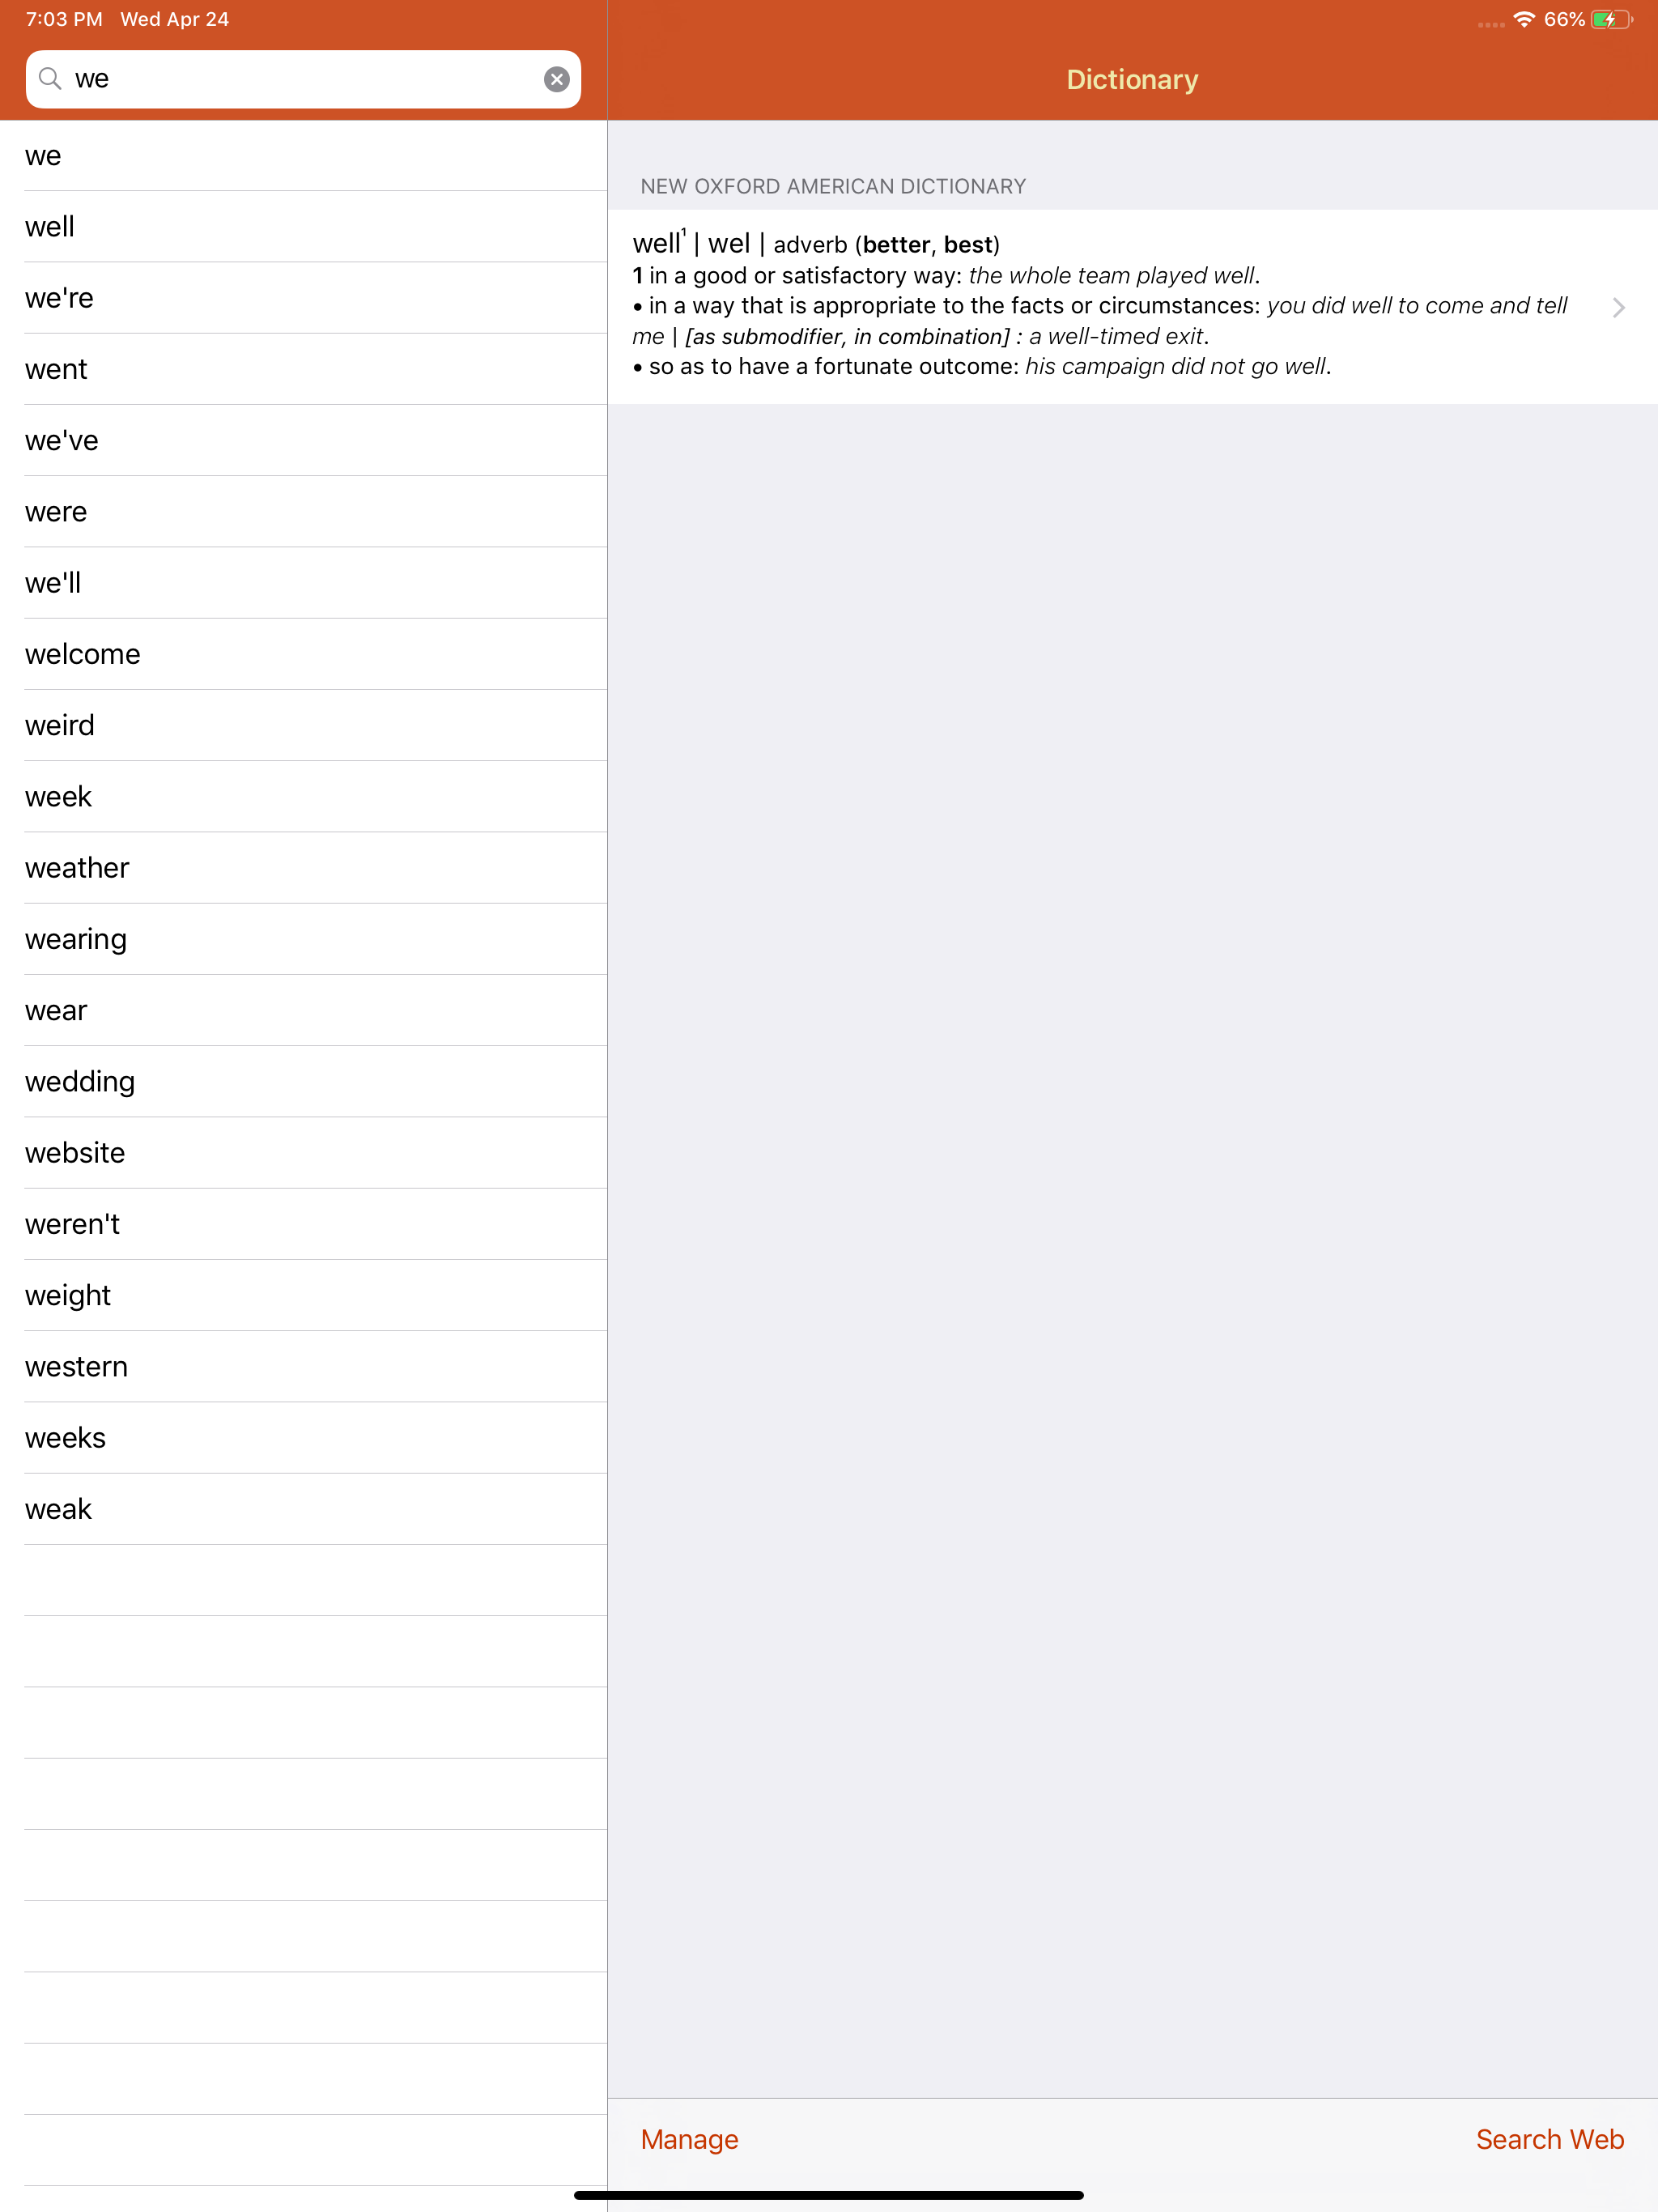 7:03 PM Wed Apr 24
66%
we
Dictionary
we
well
we're
went
we've
were
we'll
welcome
weird
week
weather
wearing
wear
wedding
website
weren't
weight
western
weeks
weak
NEW OXFORD AMERICAN DICTIONARY
well¹ | wel | adverb (better, best)
1 in a good or satisfactory way: the whole team played well.
• in a way that is appropriate to the facts or circumstances: you did well to come and tell
me | [as submodifier, in combination] : a well-timed exit.
• so as to have a fortunate outcome: his campaign did not go well.
Manage
Search Web